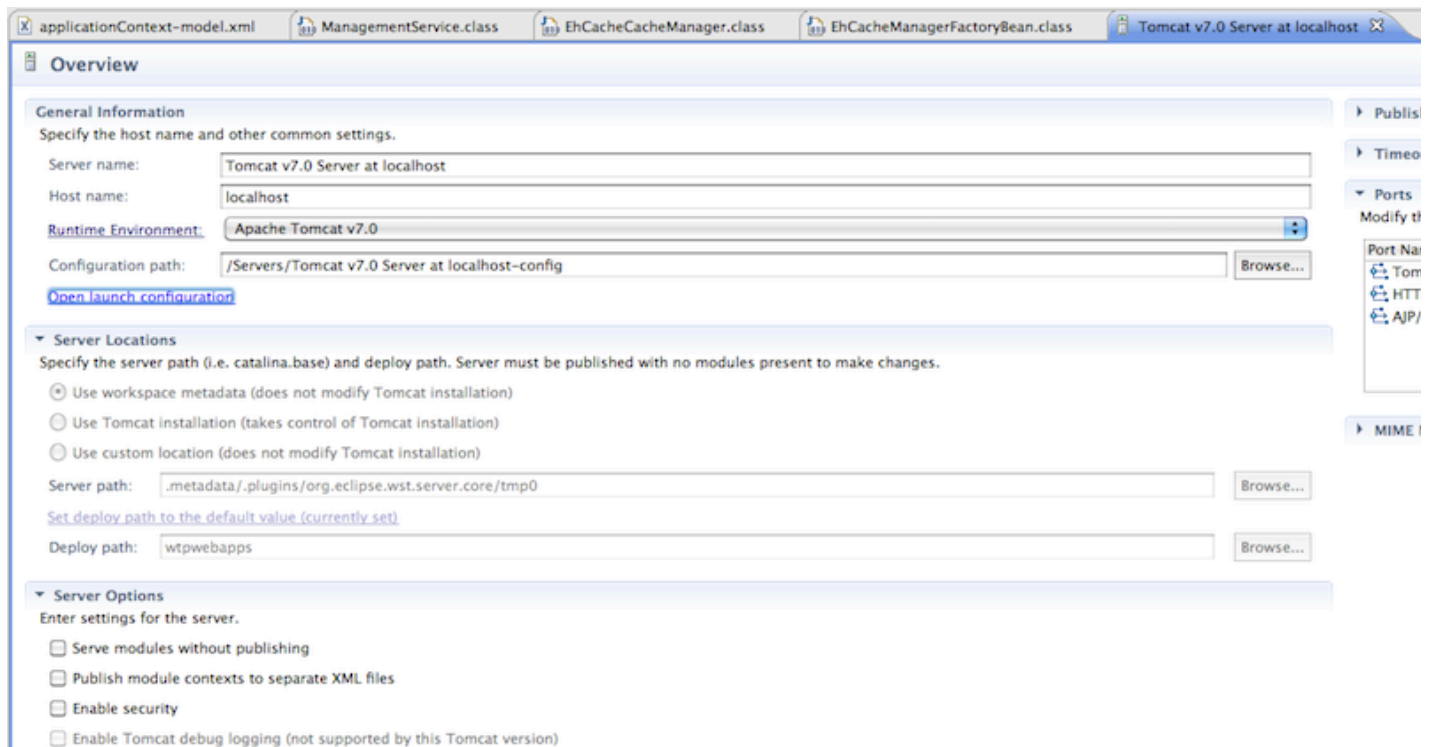 applicationContext-model.xml ManagementService.class EhCacheCacheManager.class EhCacheManagerFactoryBean.class Tomcat v7.0 Server at localhost
Overview
General Information
Specify the host name and other common settings.
Server name: Tomcat v7.0 Server at localhost
Host name: localhost
Runtime Environment: Apache Tomcat v7.0
Configuration path: /Servers/Tomcat v7.0 Server at localhost-config Browse...
Open launch configuration
Server Locations
Specify the server path (i.e. catalina.base) and deploy path. Server must be published with no modules present to make changes.
Use workspace metadata (does not modify Tomcat installation)
Use Tomcat installation (takes control of Tomcat installation)
Use custom location (does not modify Tomcat installation)
Server path: .metadata/.plugins/org.eclipse.wst.server.core/tmp0 Browse...
Set deploy path to the default value (currently set)
Deploy path: wtpwebapps Browse...
Server Options
Enter settings for the server.
Serve modules without publishing
Publish module contexts to separate XML files
Enable security
Enable Tomcat debug logging (not supported by this Tomcat version)
Publis
Timeo
Ports
Modify th
Port Nar
Tom
HTT
AJP/
MIME